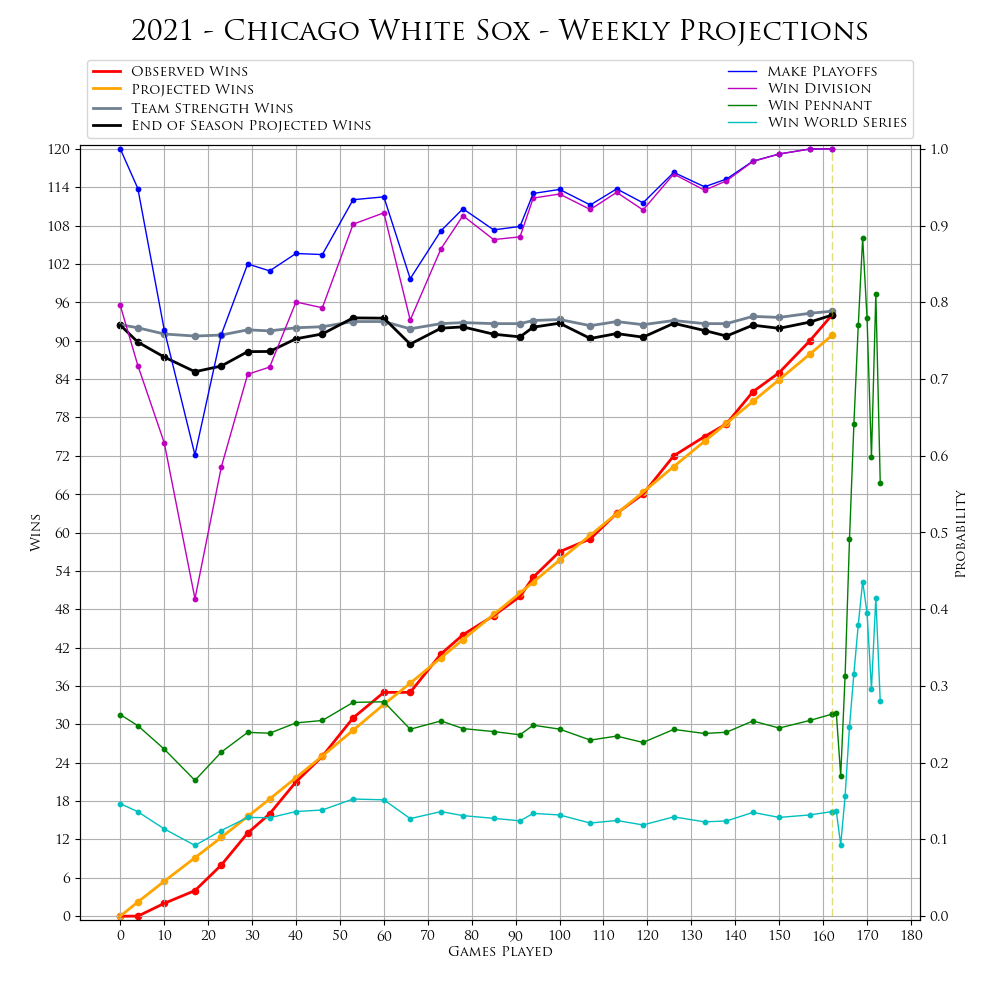 2021 - Chicago White Sox - Weekly Projections
Observed Wins
Projected Wins
Team Strength Wins
End of Season Projected Wins
Make Playoffs
Win Division
Win Pennant
Win World Series
120
114
108
102
96
90
84
78
72
66
60
54
48
42
36
30
24
18
12
6
0
Wins
1.0
0.9
0.8
0.7
0.6
0.5
0.4
0.3
0.2
0.1
0.0
Probability
0 10 20 30 40 50 60 70 80 90 100 110 120 130 140 150 160 170 180
Games Played